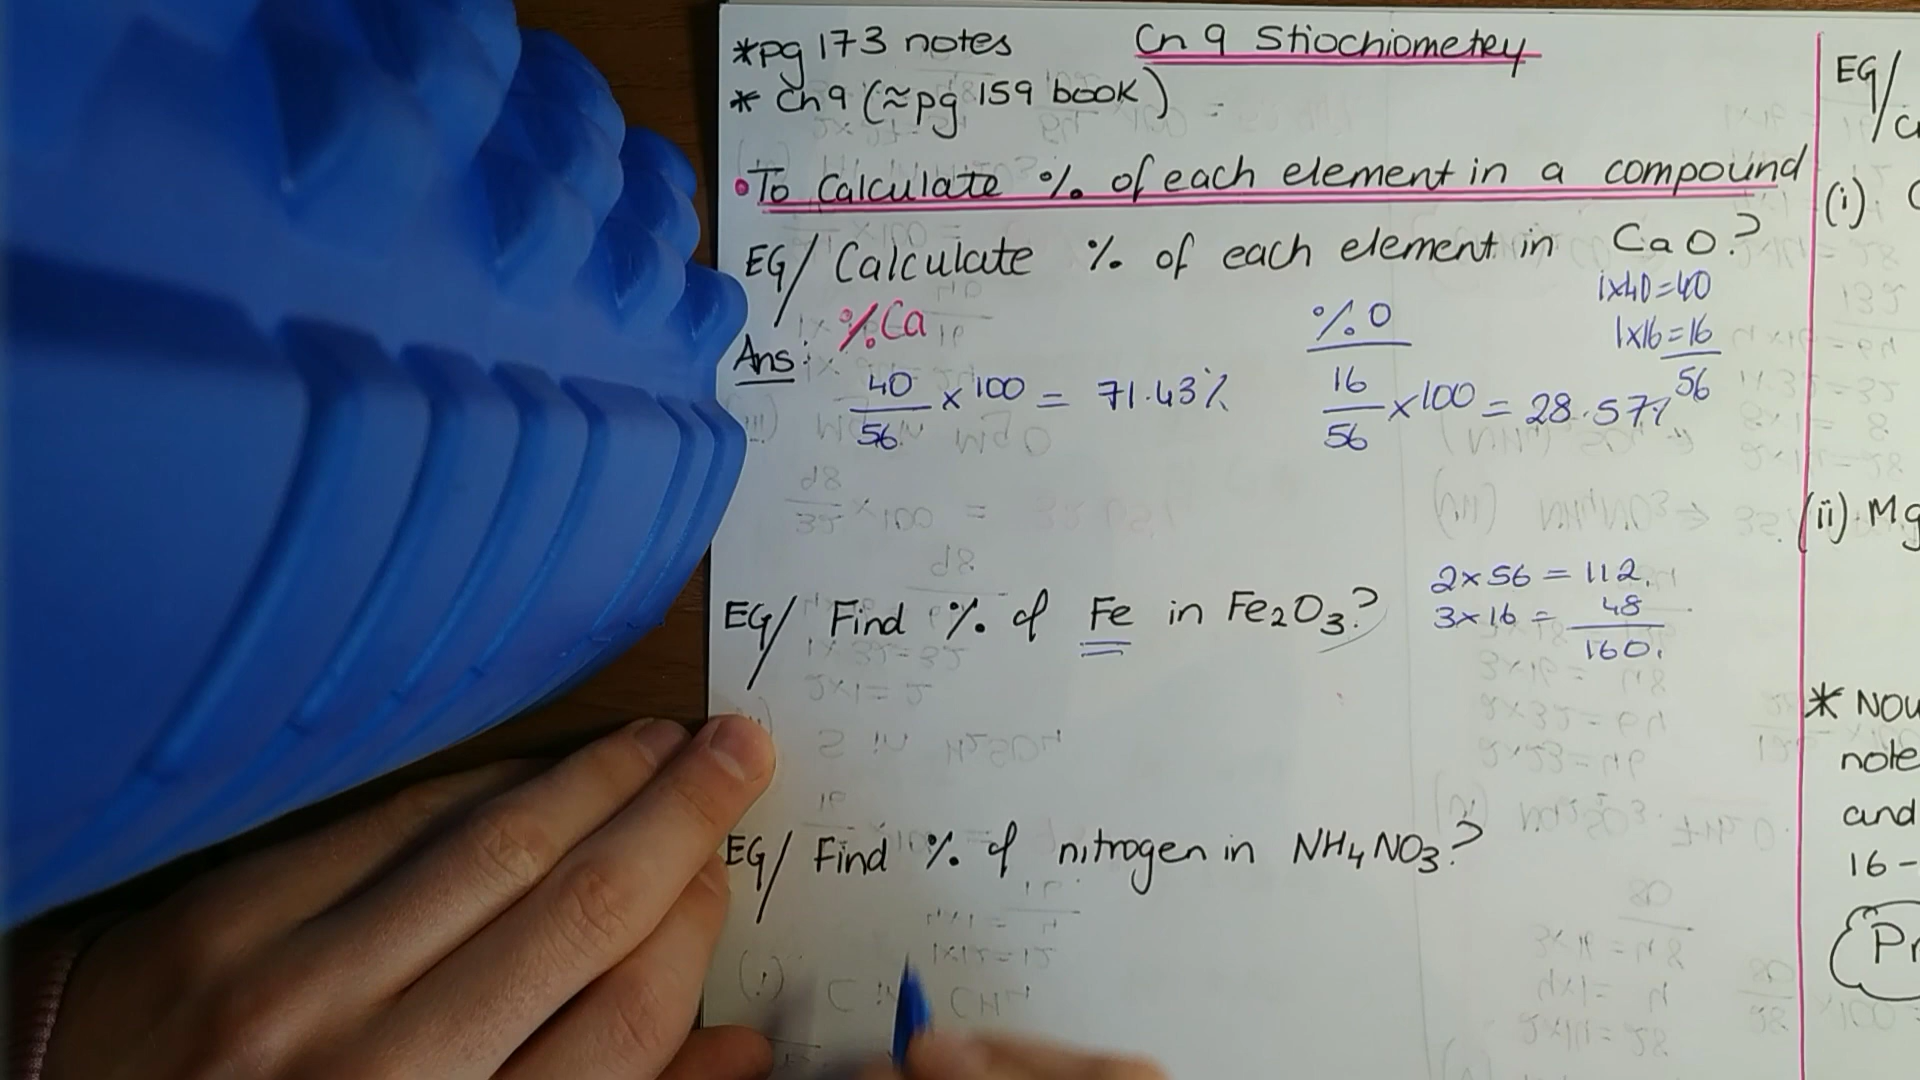 *pg 173 notes
Ch 9 Stiochiometry
* Ch 9 (≈pg 159 book)
•To Calculate % of each element in a compound
EG/ Calculate % of each element in CaO?
1x40=40
1x16=16
56
Ans:
%Ca
40/56 x 100 = 71.43%
%O
16/56 x100 = 28.57%
EG/ Find % of Fe in Fe2O3?
2x56 = 112.
3x16 = 48
160.
EG/ Find % of nitrogen in NH4NO3?
EG/
(i)
(ii) Mg
* Now
note
and
16-
Pr